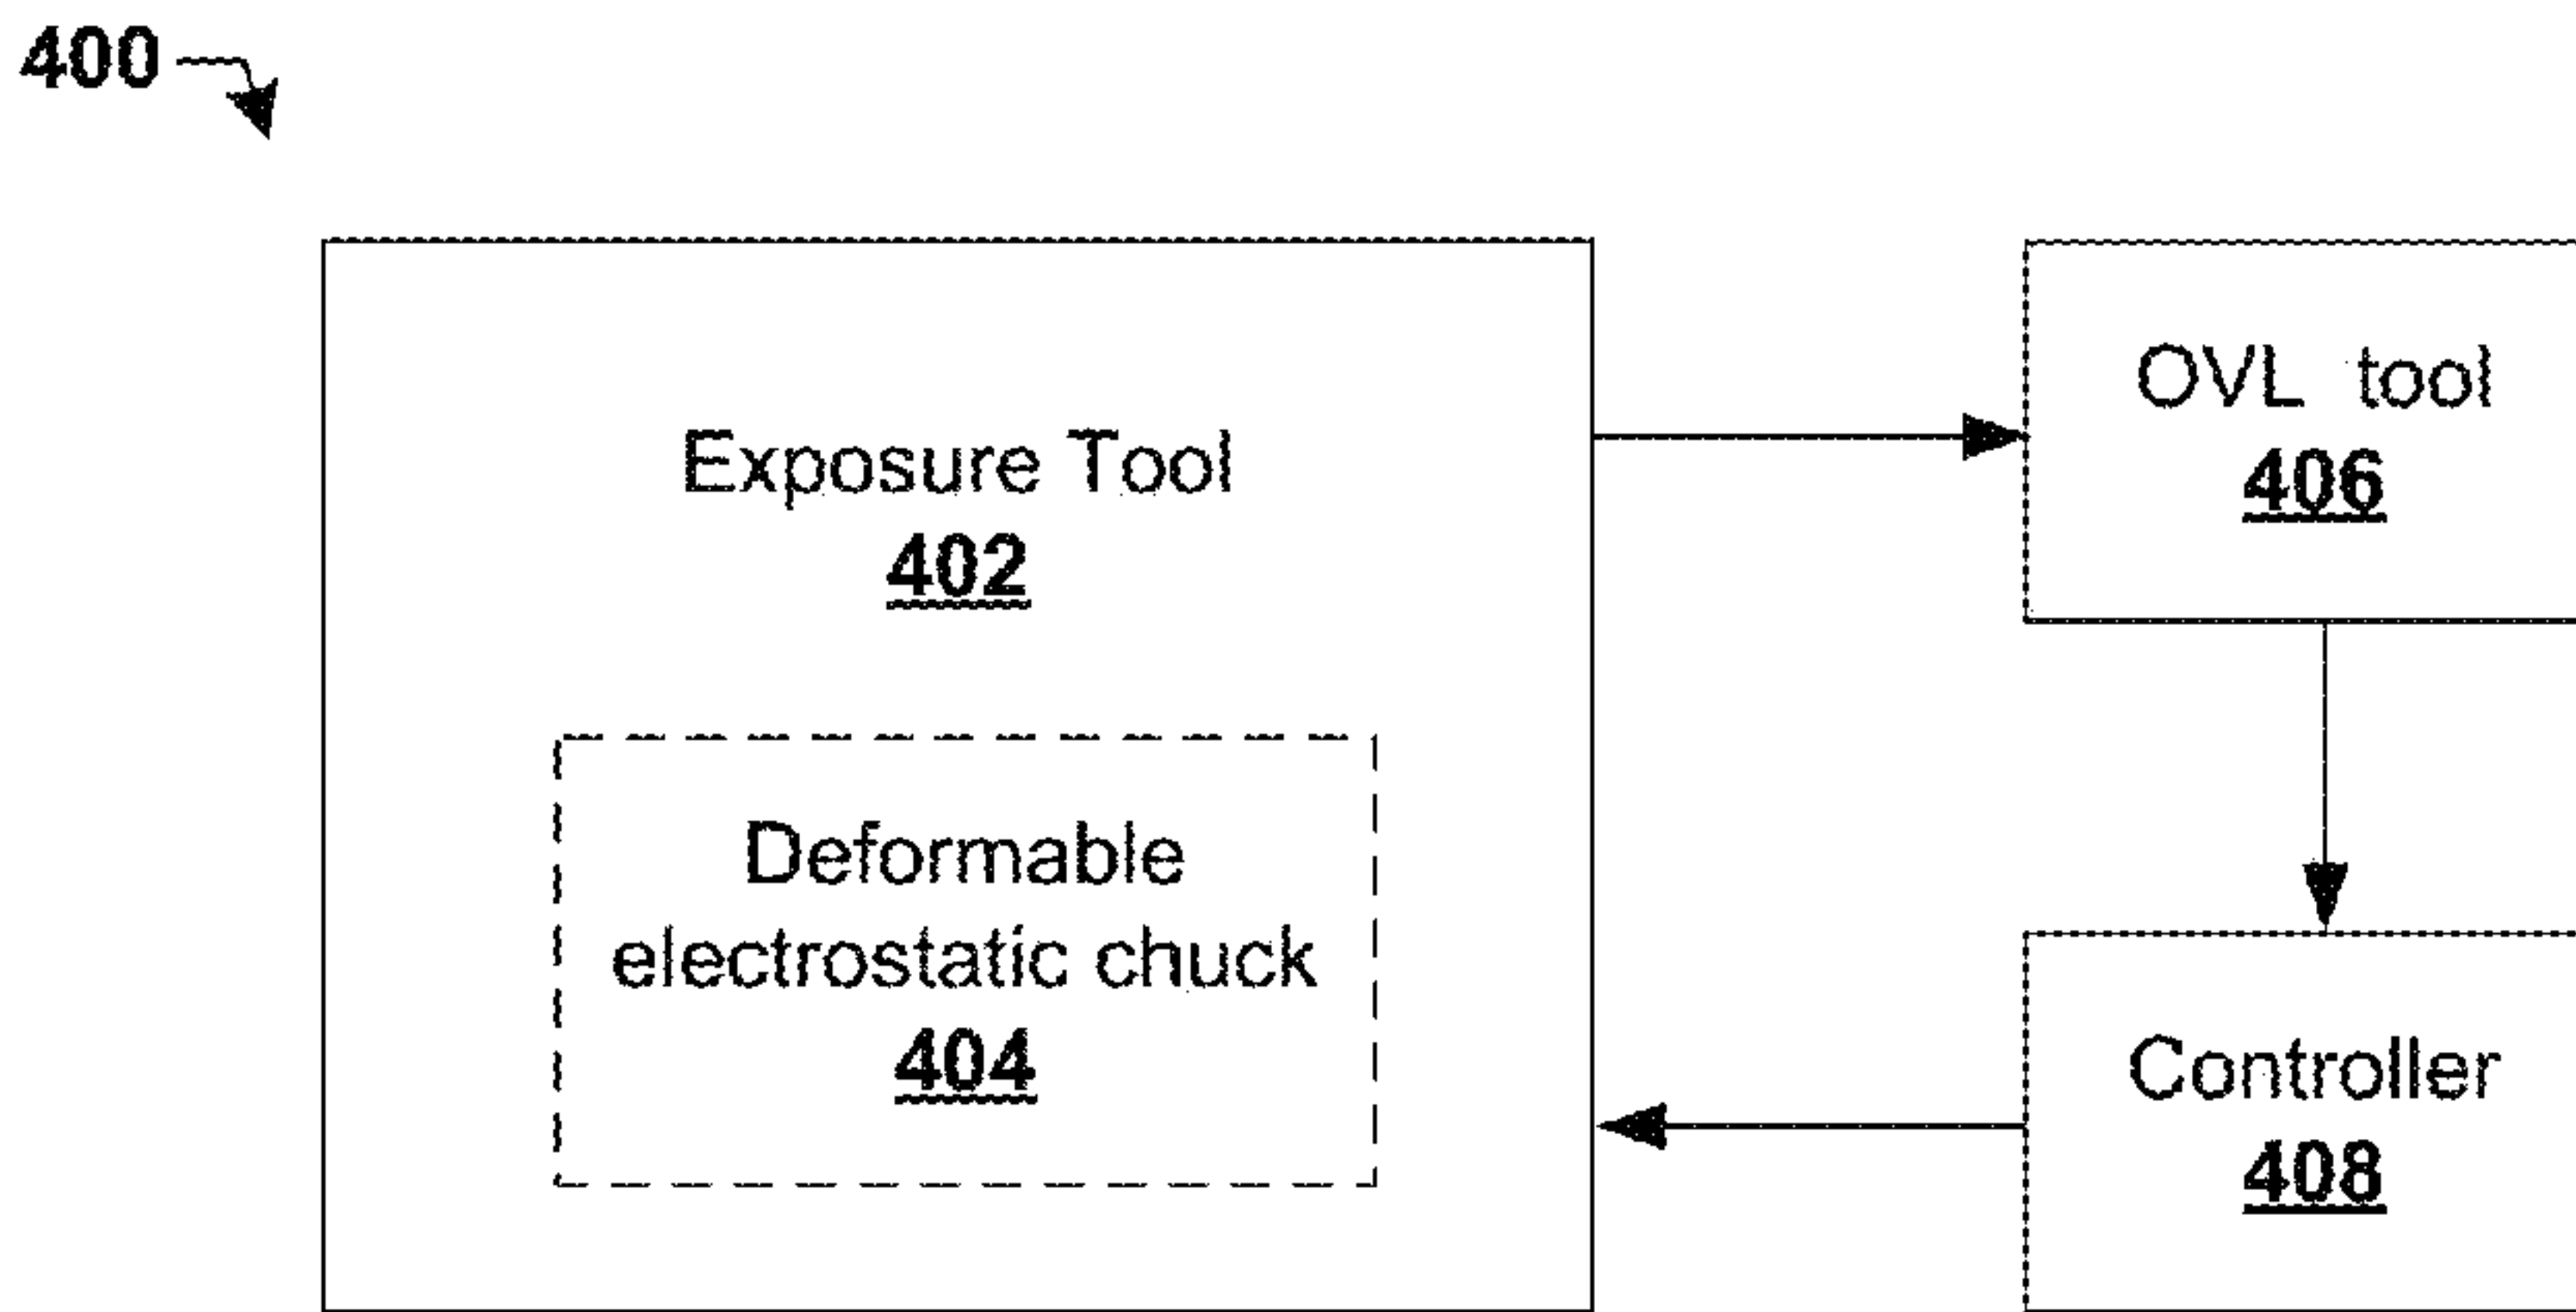 400
Exposure Tool
402
Deformable
electrostatic chuck
404
OVL tool
406
Controller
408